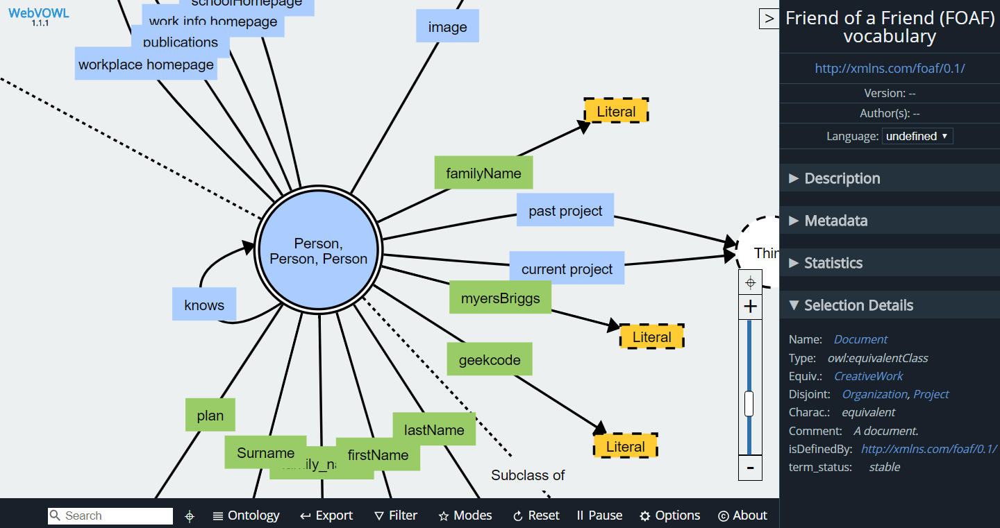 WebVOWL
1.1.1
schoolHomepage
work info homepage
publications
workplace homepage
image
Literal
familyName
past project
Person,
Person, Person
current project
myersBriggs
knows
Literal
geekcode
plan
lastName
Literal
Surname
firstName
Subclass of
>
+
-
Friend of a Friend (FOAF)
vocabulary
http://xmlns.com/foaf/0.1/
Version: --
Author(s): --
Language: undefined
Description
Metadata
Statistics
Selection Details
Name: Document
Type: owl:equivalentClass
Equiv.: CreativeWork
Disjoint: Organization, Project
Charac.: equivalent
Comment: A document.
isDefinedBy: http://xmlns.com/foaf/0.1/
term_status: stable
Search Ontology Export Filter Modes Reset Pause Options © About